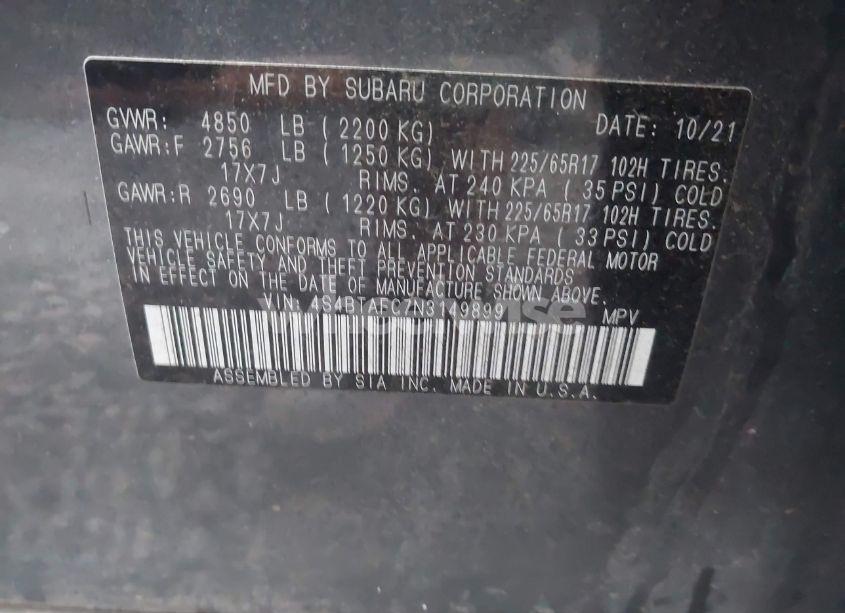 MFD BY SUBARU CORPORATION
GVWR: 4850 LB ( 2200 KG) DATE: 10/21
GAWR:F 2756 LB ( 1250 KG) WITH 225/65R17 102H TIRES.
17X7J RIMS. AT 240 KPA ( 35 PSI) COLD
GAWR:R 2690 LB ( 1220 KG) WITH 225/65R17 102H TIRES.
17X7J RIMS. AT 230 KPA ( 33 PSI) COLD
THIS VEHICLE CONFORMS TO ALL APPLICABLE FEDERAL MOTOR
VEHICLE SAFETY AND THEFT PREVENTION STANDARDS
IN EFFECT ON THE DATE OF MANUFACTURE SHOWN ABOVE.
VIN: 4S4BTAFC7N3149899 MPV
ASSEMBLED BY SIA INC. MADE IN U.S.A.